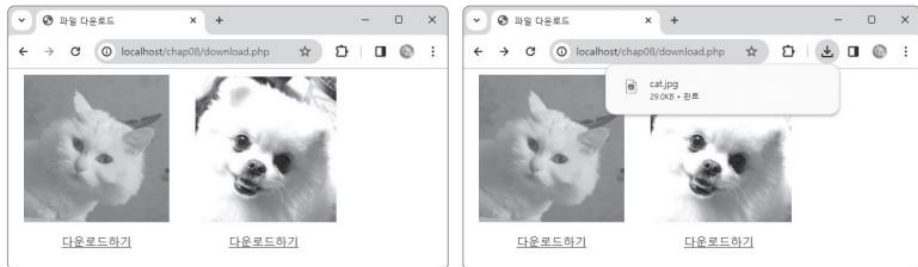 파일 다운로드
localhost/chap08/download.php
다운로드하기
다운로드하기
파일 다운로드
localhost/chap08/download.php
cat.jpg
29.0KB • 완료
다운로드하기
다운로드하기